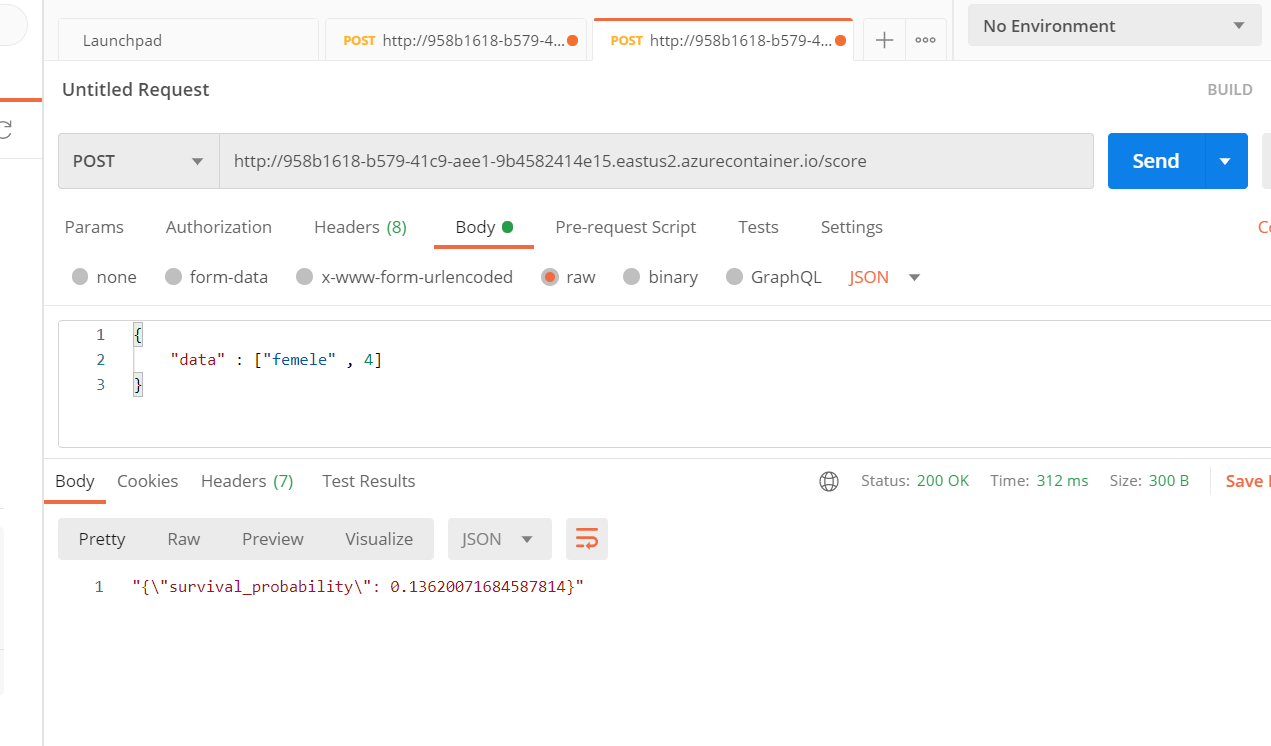 Launchpad
POST http://958b1618-b579-4...
POST http://958b1618-b579-4...
No Environment
Untitled Request
BUILD
POST
http://958b1618-b579-41c9-aee1-9b4582414e15.eastus2.azurecontainer.io/score
Send
Params Authorization Headers (8) Body Pre-request Script Tests Settings
none form-data x-www-form-urlencoded raw binary GraphQL JSON
1 {
2 "data" : ["femele" , 4]
3 }
Body Cookies Headers (7) Test Results
Status: 200 OK Time: 312 ms Size: 300 B Save
Pretty Raw Preview Visualize JSON
1 "{\"survival_probability\": 0.13620071684587814}"